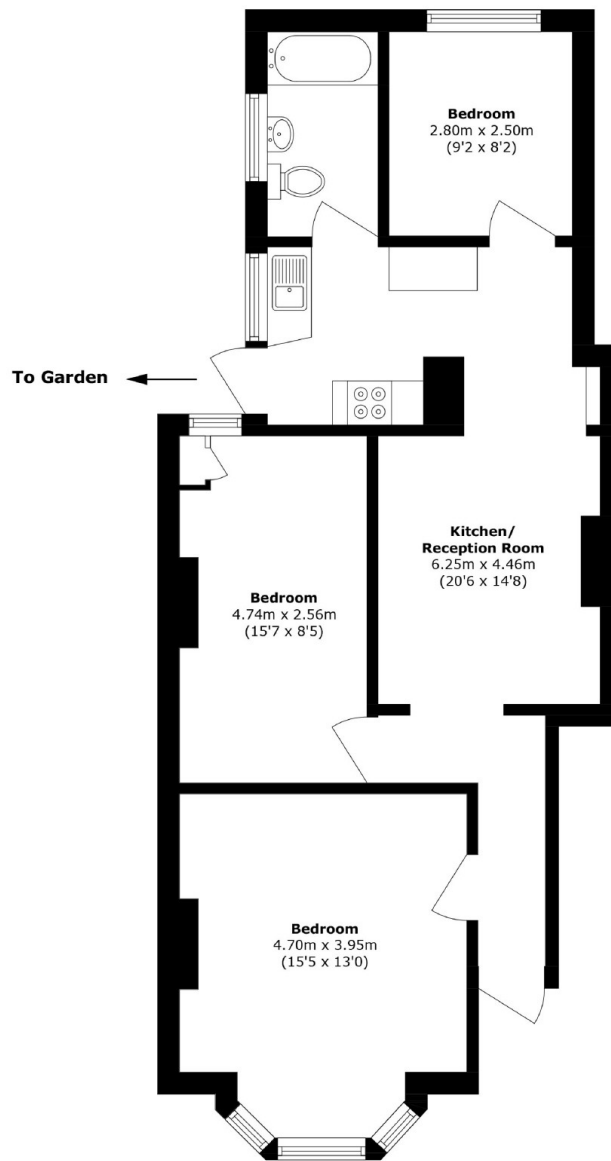 Bedroom
2.80m x 2.50m
(9'2 x 8'2)
To Garden
Kitchen/
Reception Room
6.25m x 4.46m
(20'6 x 14'8)
Bedroom
4.74m x 2.56m
(15'7 x 8'5)
Bedroom
4.70m x 3.95m
(15'5 x 13'0)